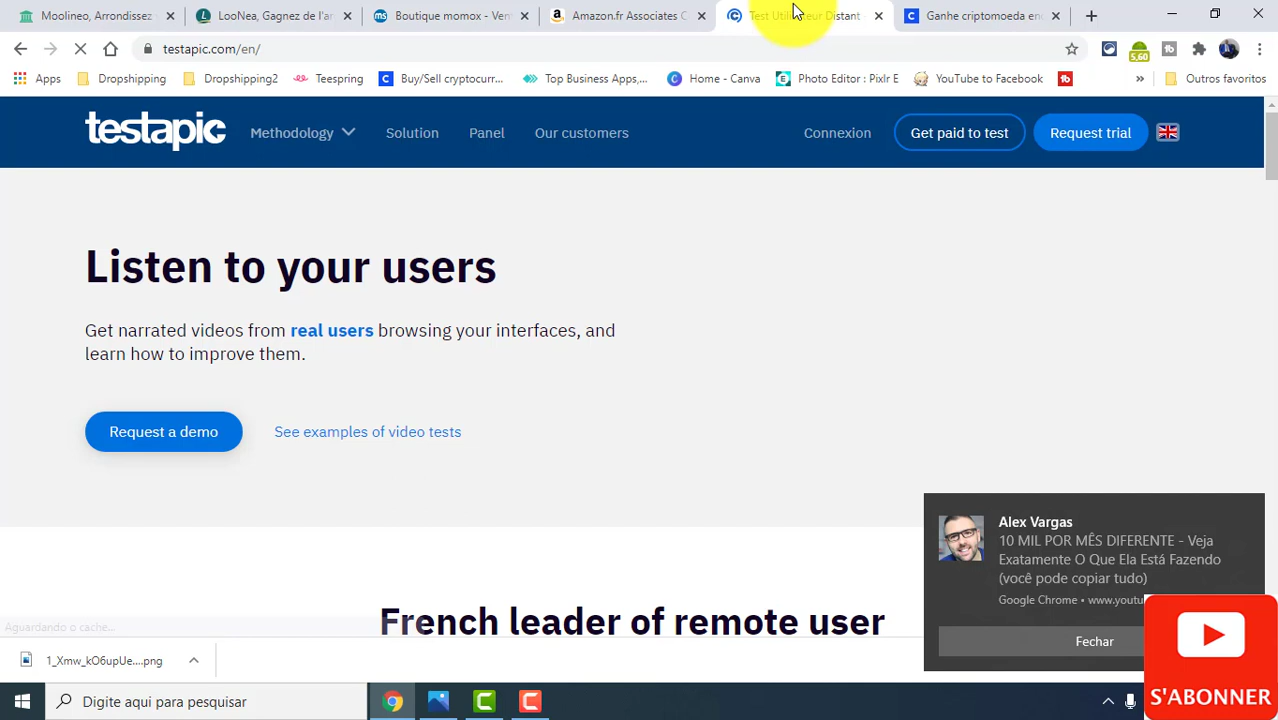 Moolineo, Arrondissez
LooNea, Gagnez de l'ar
Boutique momox - Ven
Amazon.fr Associates C
Test Utilisateur Distant
Ganhe criptomoeda en
testapic.com/en/
5,60
Apps
Dropshipping
Dropshipping2
Teespring
Buy/Sell cryptocurr...
Top Business Apps,...
Home - Canva
Photo Editor : Pixlr E
YouTube to Facebook
»
Outros favoritos
testapic
Methodology
Solution
Panel
Our customers
Connexion
Get paid to test
Request trial
Listen to your users
Get narrated videos from real users browsing your interfaces, and
learn how to improve them.
Request a demo
See examples of video tests
Alex Vargas
10 MIL POR MÊS DIFERENTE - Veja
Exatamente O Que Ela Está Fazendo
(você pode copiar tudo)
Google Chrome • www.youtu
Fechar
French leader of remote user
Aguardando o cache...
1_Xmw_kO6upUe....png
Digite aqui para pesquisar
S'ABONNER